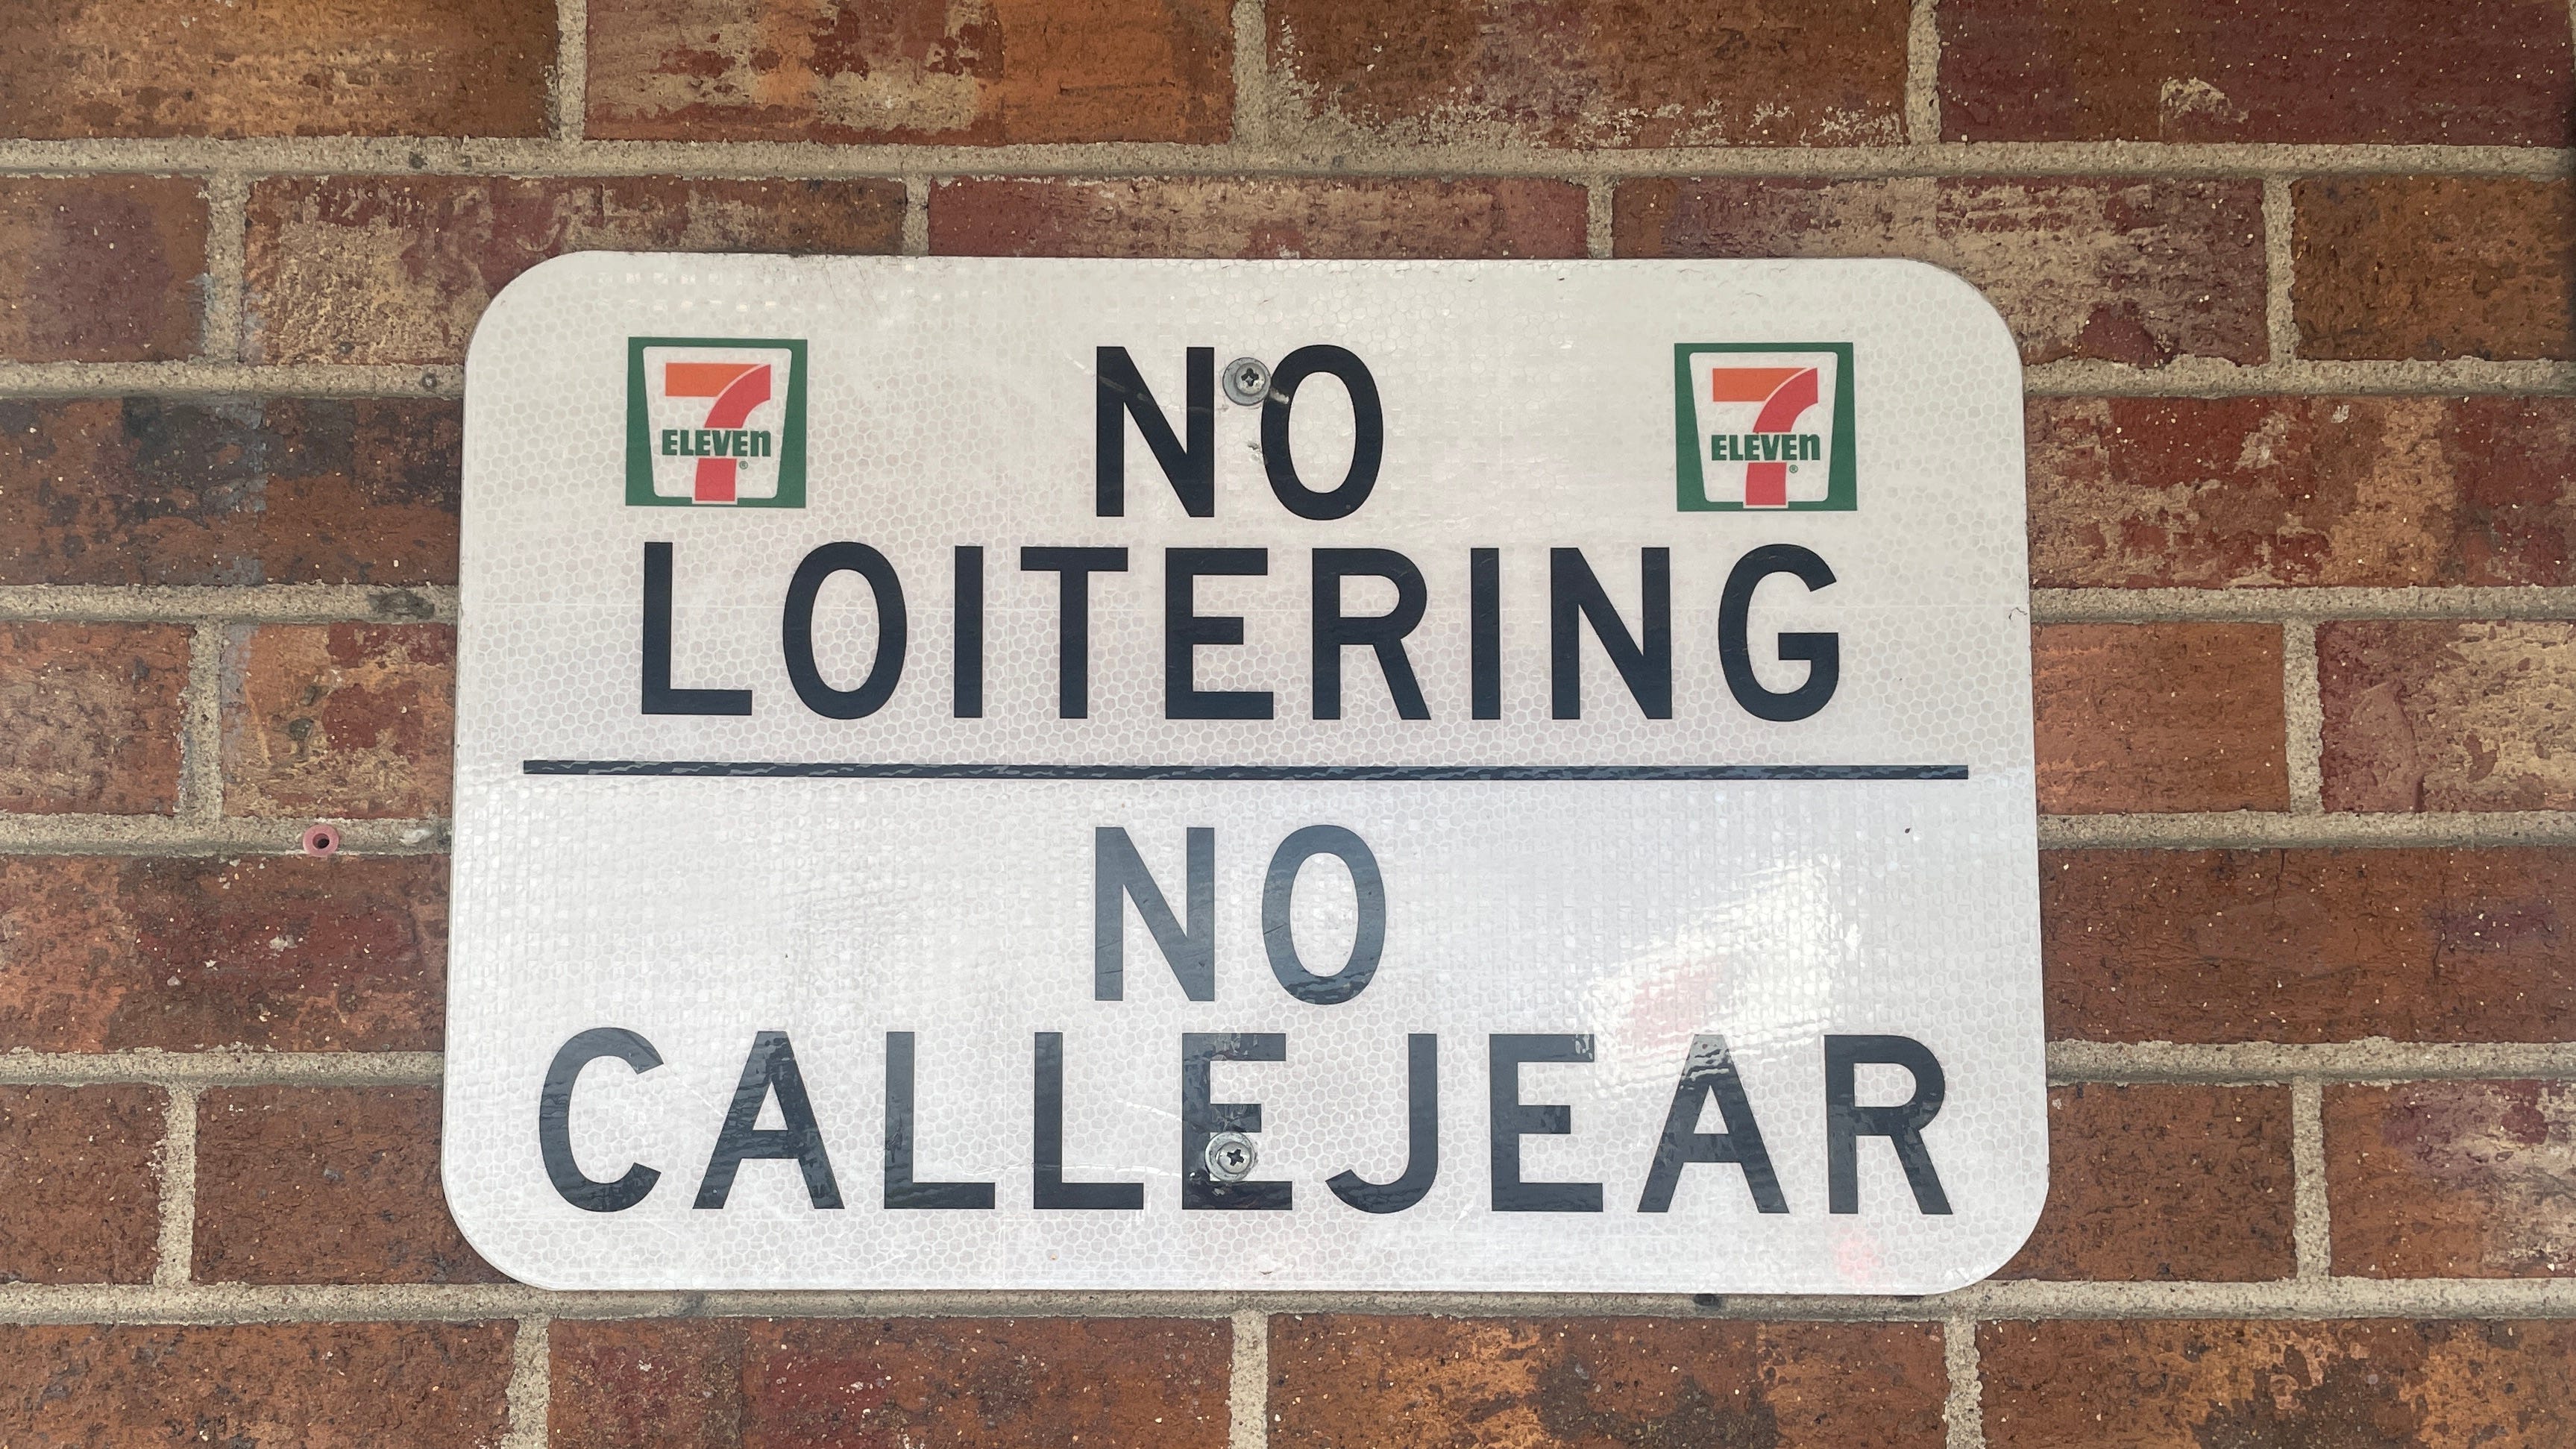 7 ELEVEN® NO 7 ELEVEN®
LOITERING
NO
CALLEJEAR